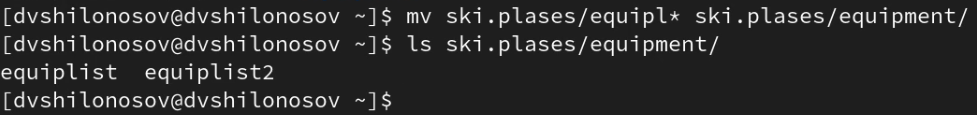 [dvshilonosov@dvshilonosov ~]$ mv ski.plases/equipl* ski.plases/equipment/
[dvshilonosov@dvshilonosov ~]$ ls ski.plases/equipment/
equiplist  equiplist2
[dvshilonosov@dvshilonosov ~]$